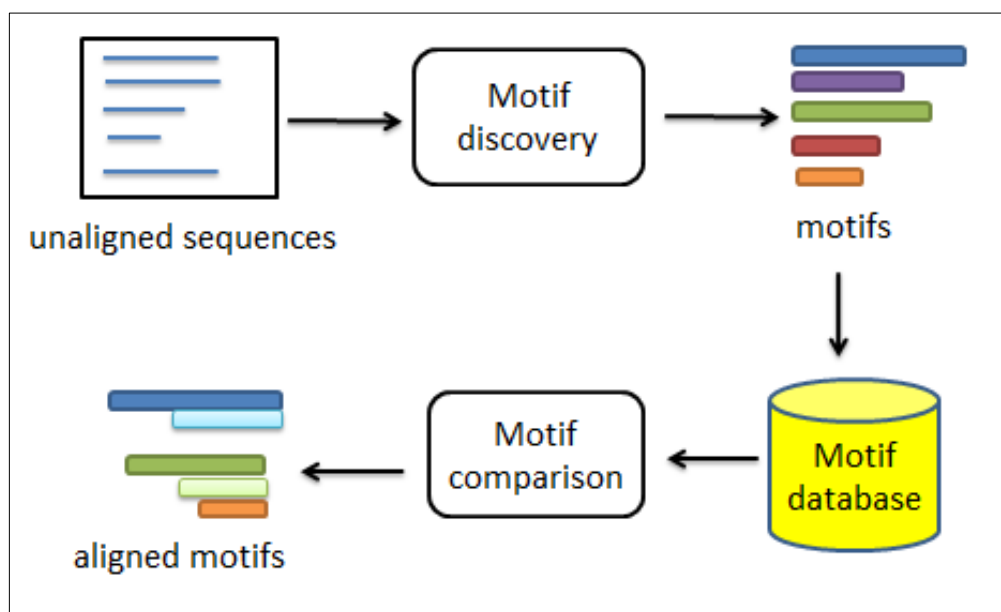 Motif
discovery
unaligned sequences
motifs
Motif
database
Motif
comparison
aligned motifs